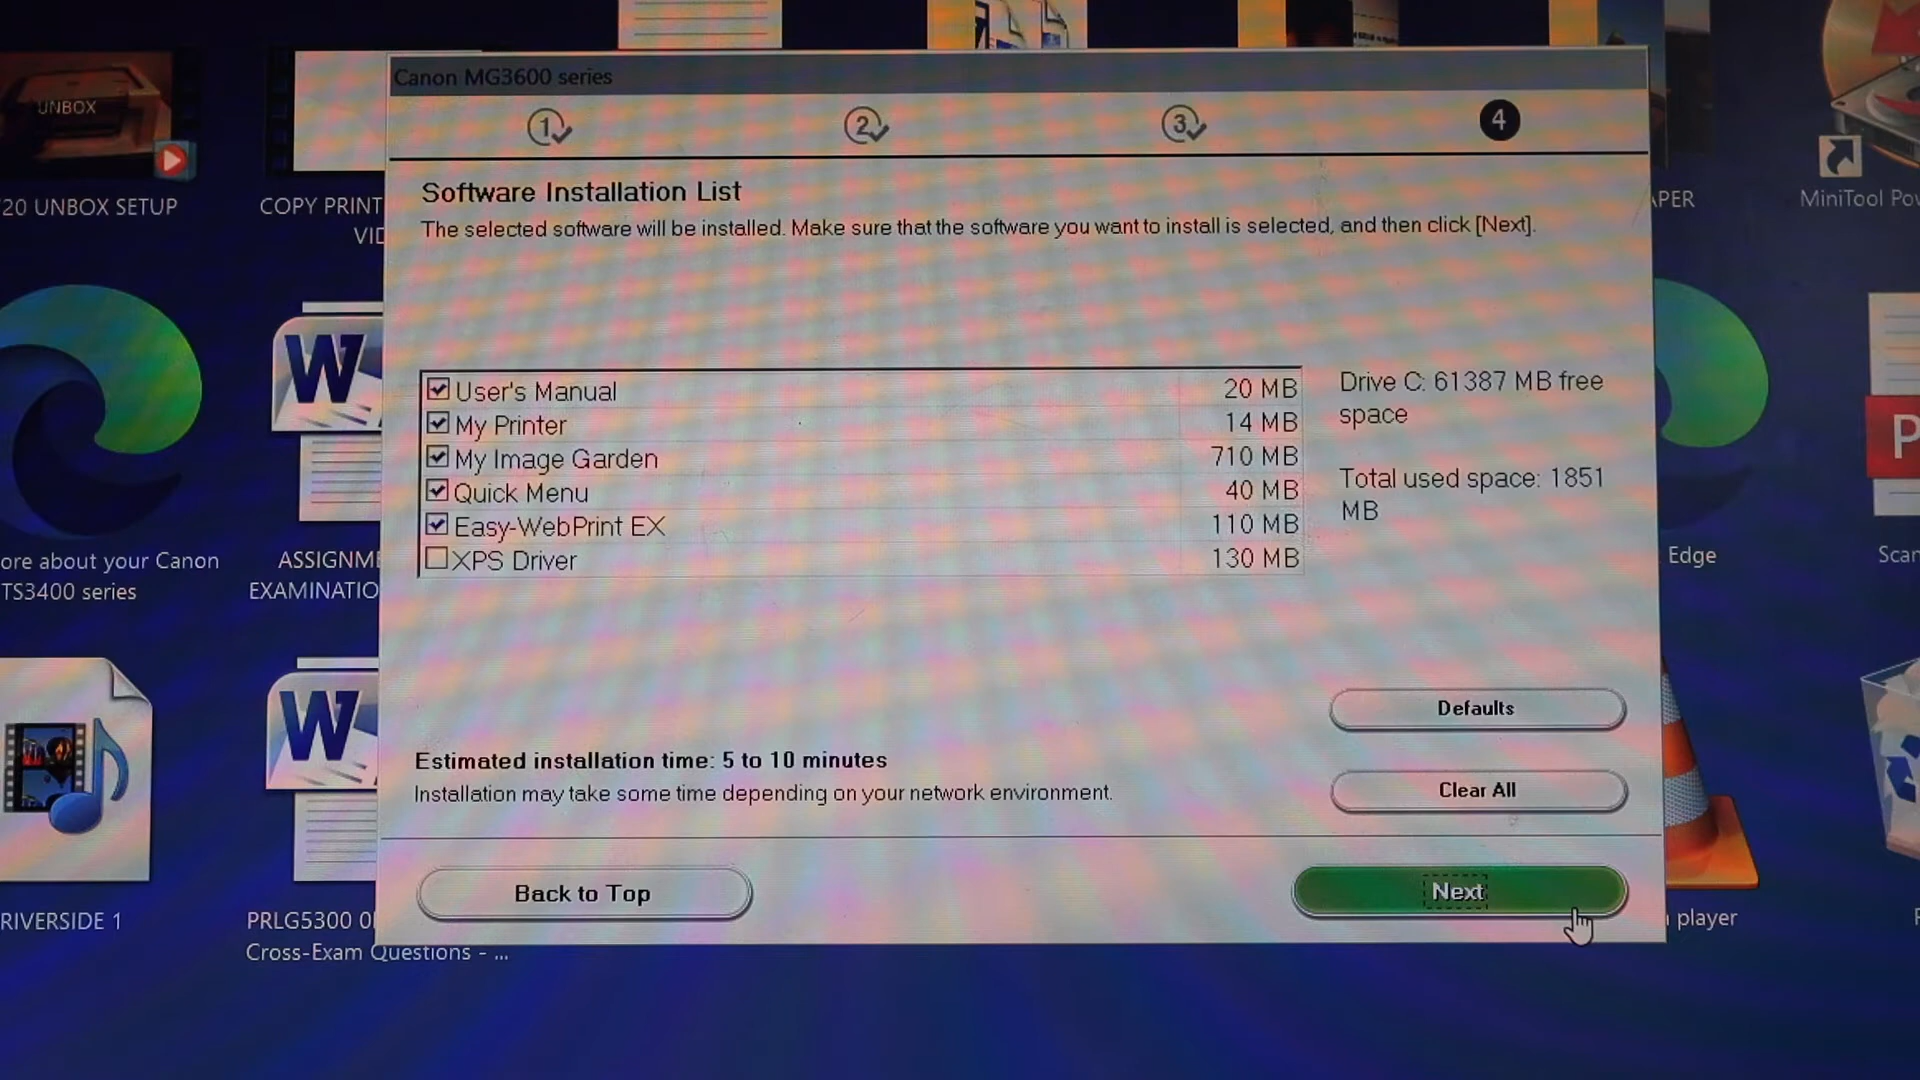 Canon MG3600 series
1
2
3
4
Software Installation List
The selected software will be installed. Make sure that the software you want to install is selected, and then click [Next].
User's Manual 20 MB
My Printer 14 MB
My Image Garden 710 MB
Quick Menu 40 MB
Easy-WebPrint EX 110 MB
XPS Driver 130 MB
Drive C: 61387 MB free
space
Total used space: 1851
MB
Defaults
Estimated installation time: 5 to 10 minutes
Installation may take some time depending on your network environment.
Clear All
Back to Top
Next
UNBOX
20 UNBOX SETUP
COPY PRINT
VID
APER
MiniTool Pow
ore about your Canon
TS3400 series
W
ASSIGNME
EXAMINATIO
Edge
P
Scan
RIVERSIDE 1
W
PRLG5300
Cross-Exam Questions - ...
player